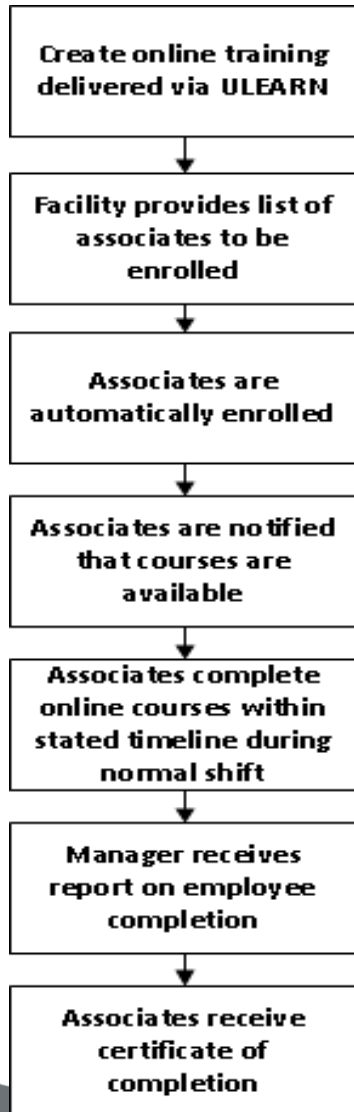 Create online training
delivered via ULEARN
Facility provides list of
associates to be
enrolled
Associates are
automatically enrolled
Associates are notified
that courses are
available
Associates complete
online courses within
stated timeline during
normal shift
Manager receives
report on employee
completion
Associates receive
certificate of
completion